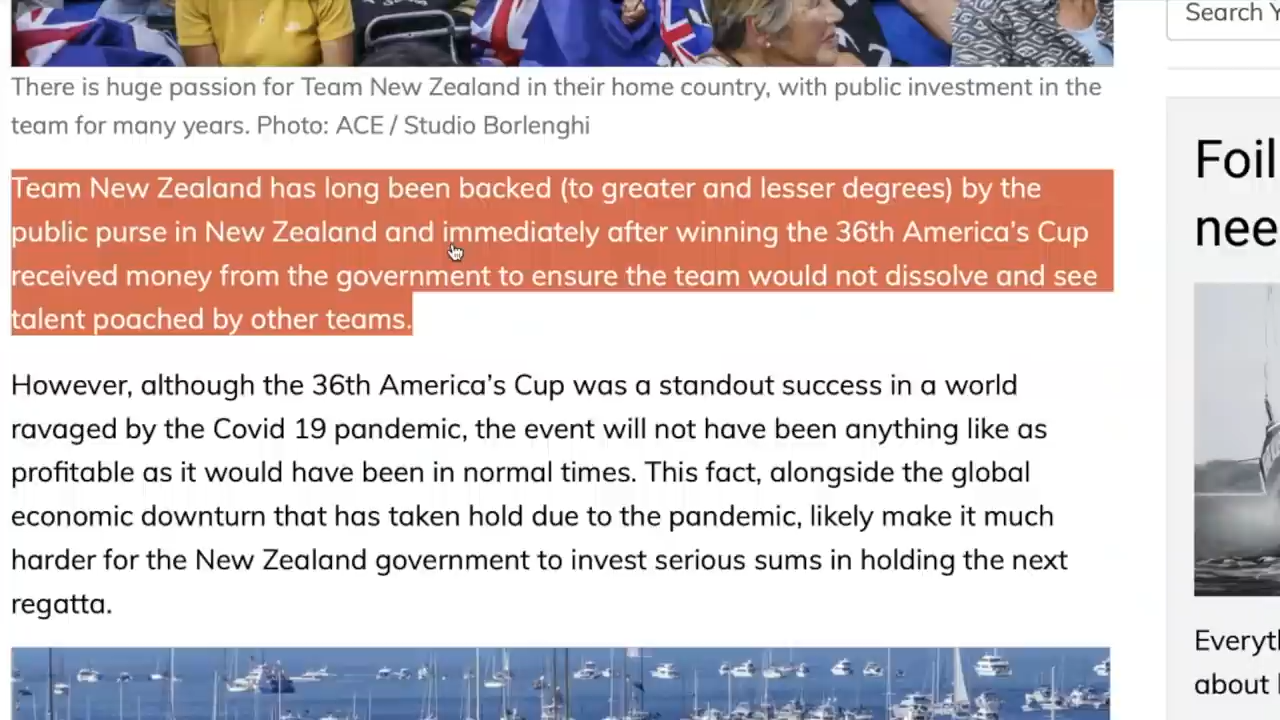 There is huge passion for Team New Zealand in their home country, with public investment in the
team for many years. Photo: ACE / Studio Borlenghi
Team New Zealand has long been backed (to greater and lesser degrees) by the
public purse in New Zealand and immediately after winning the 36th America’s Cup
received money from the government to ensure the team would not dissolve and see
talent poached by other teams.
However, although the 36th America’s Cup was a standout success in a world
ravaged by the Covid 19 pandemic, the event will not have been anything like as
profitable as it would have been in normal times. This fact, alongside the global
economic downturn that has taken hold due to the pandemic, likely make it much
harder for the New Zealand government to invest serious sums in holding the next
regatta.
Search Y
Foil
nee
Everyt
about